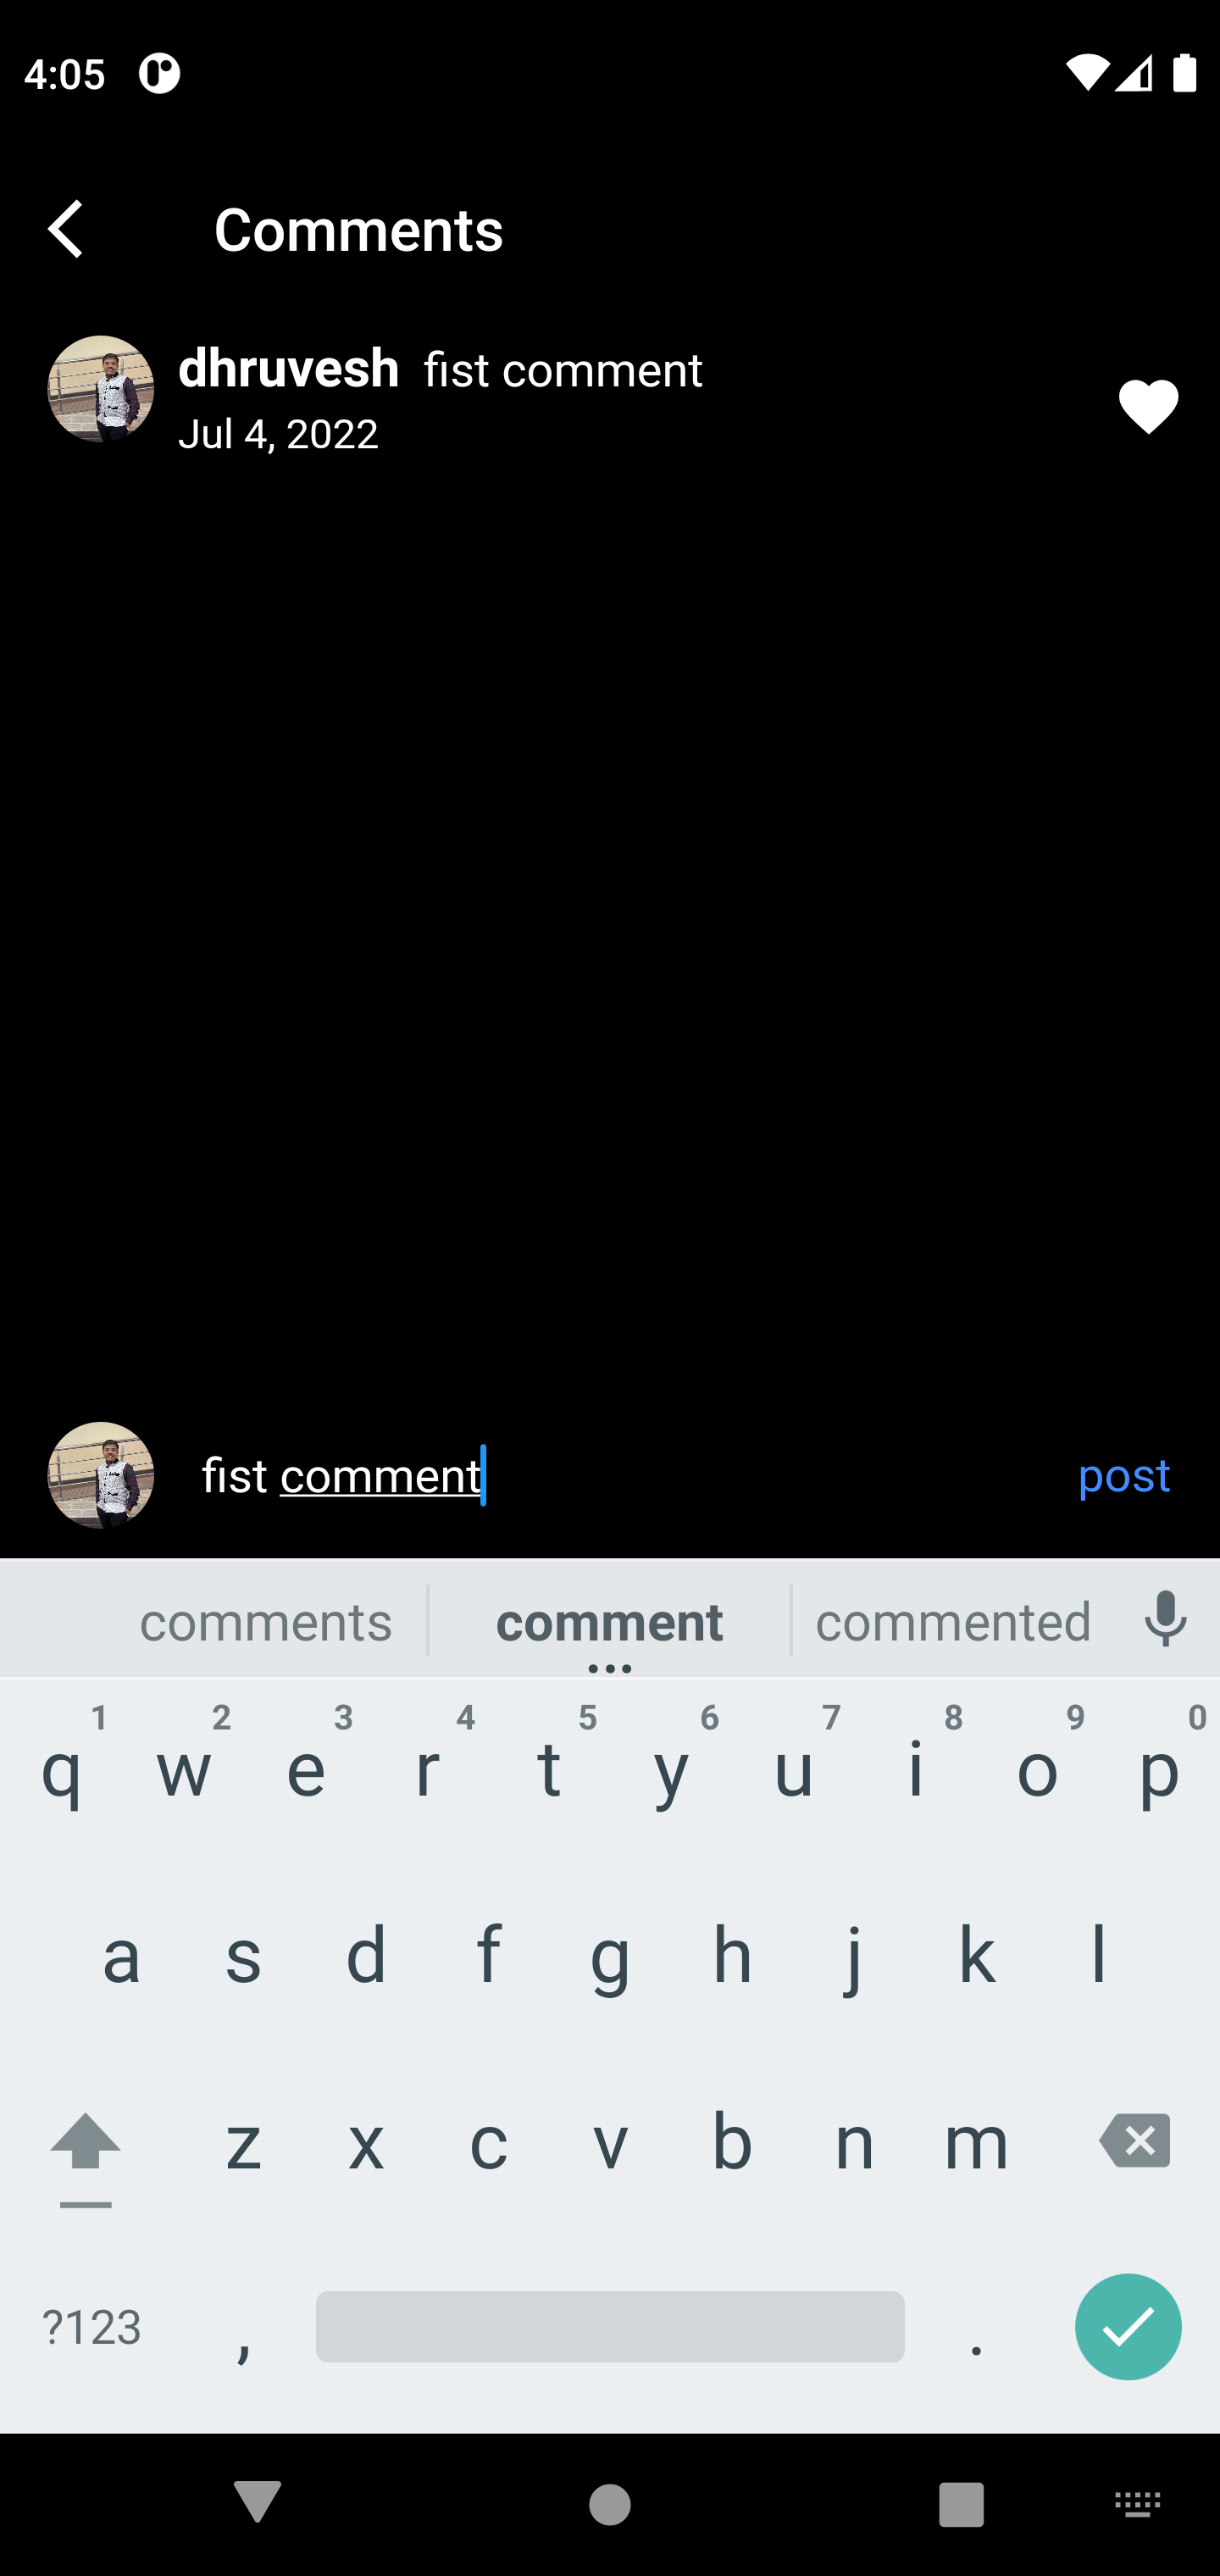 4:05
Comments
dhruvesh fist comment
Jul 4, 2022
fist comment post
comments comment commented
1 2 3 4 5 6 7 8 9 0
q w e r t y u i o p
a s d f g h j k l
z x c v b n m
?123 , .